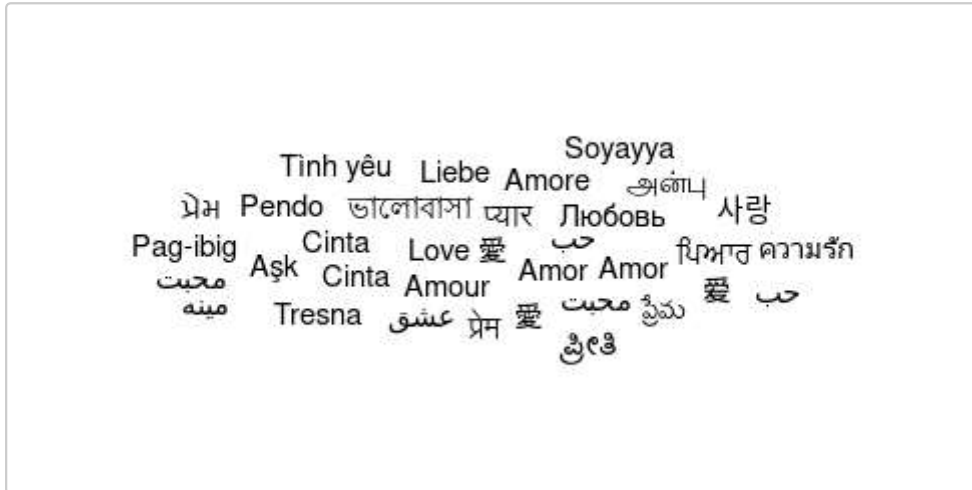 Soyayya
Tình yêu Liebe Amore அன்பு
પ્રેમ Pendo ভালোবাসা प्यार Любовь 사랑
Pag-ibig Cinta Love 愛 حب ਪਿਆਰ ความรัก
محبت Aşk Cinta Amour Amor Amor
مينه Tresna عشق प्रेम 愛 محبت ప్రేమ 愛 حب
ಪ್ರೀತಿ